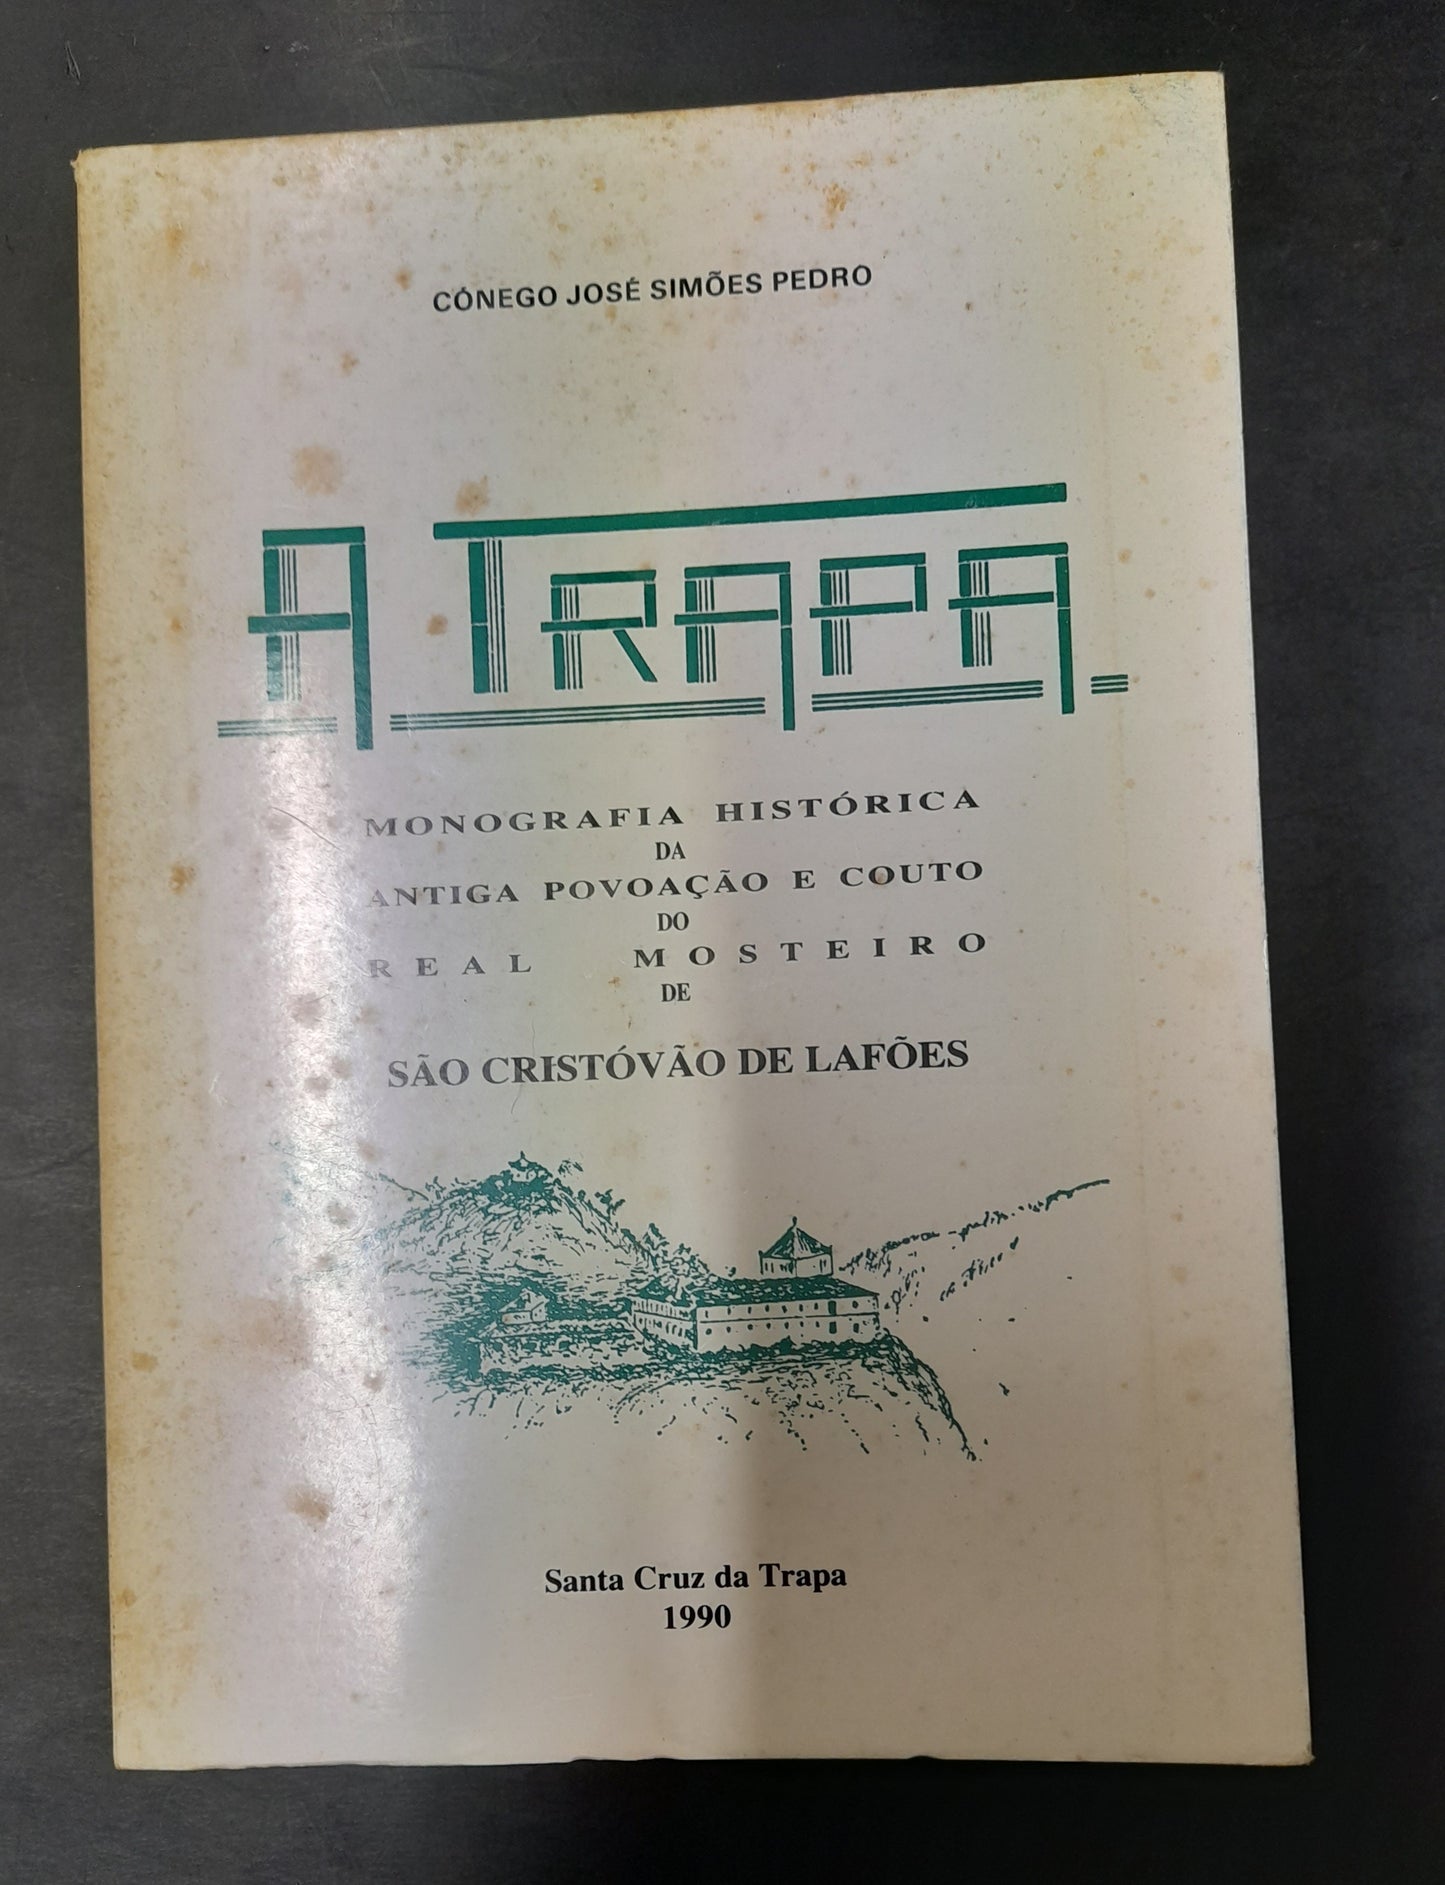 CÓNEGO JOSÉ SIMÕES PEDRO
A TRAPA
MONOGRAFIA HISTÓRICA
DA
ANTIGA POVOAÇÃO E COUTO
DO
REAL MOSTEIRO
DE
SÃO CRISTÓVÃO DE LAFÕES
Santa Cruz da Trapa
1990